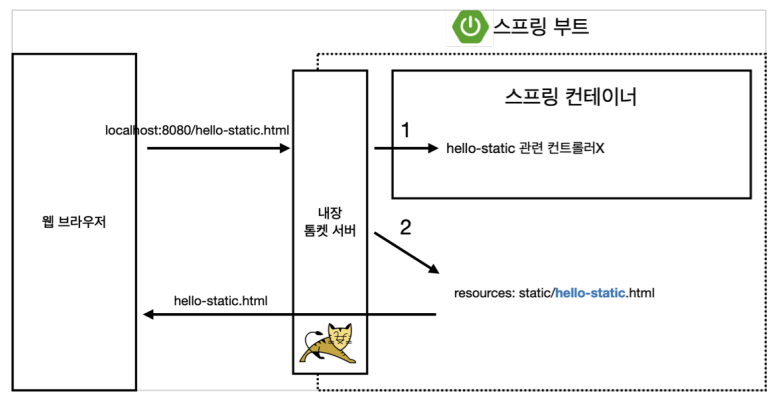 스프링 부트
스프링 컨테이너
localhost:8080/hello-static.html
1
hello-static 관련 컨트롤러X
웹 브라우저
내장
톰켓 서버
2
resources: static/hello-static.html
hello-static.html